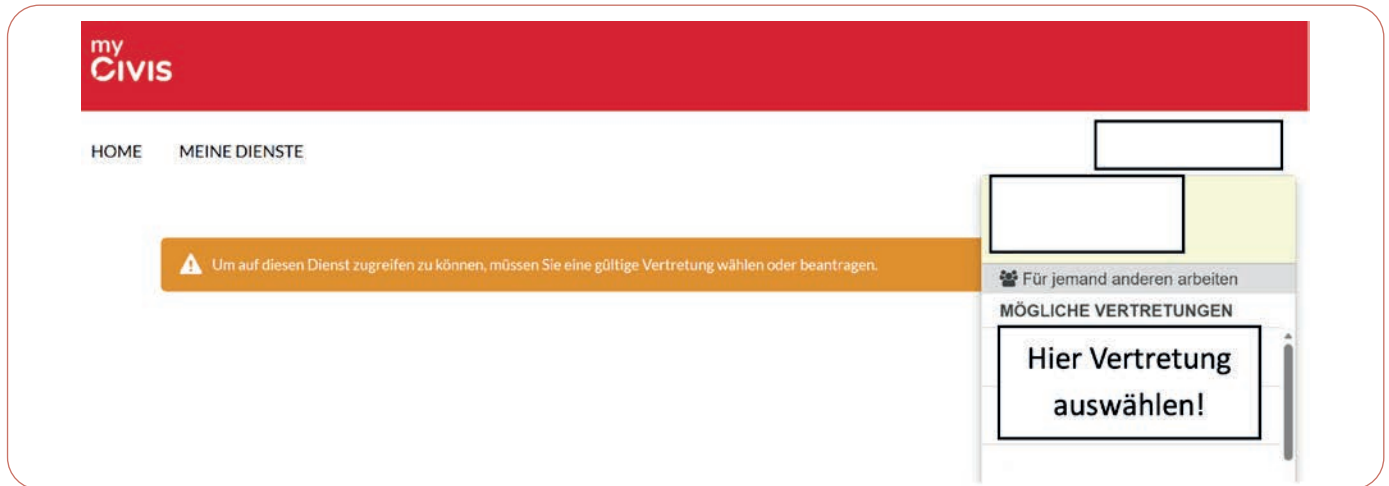 my
CIVIS
HOME MEINE DIENSTE
Um auf diesen Dienst zugreifen zu können, müssen Sie eine gültige Vertretung wählen oder beantragen.
Für jemand anderen arbeiten
MÖGLICHE VERTRETUNGEN
Hier Vertretung
auswählen!